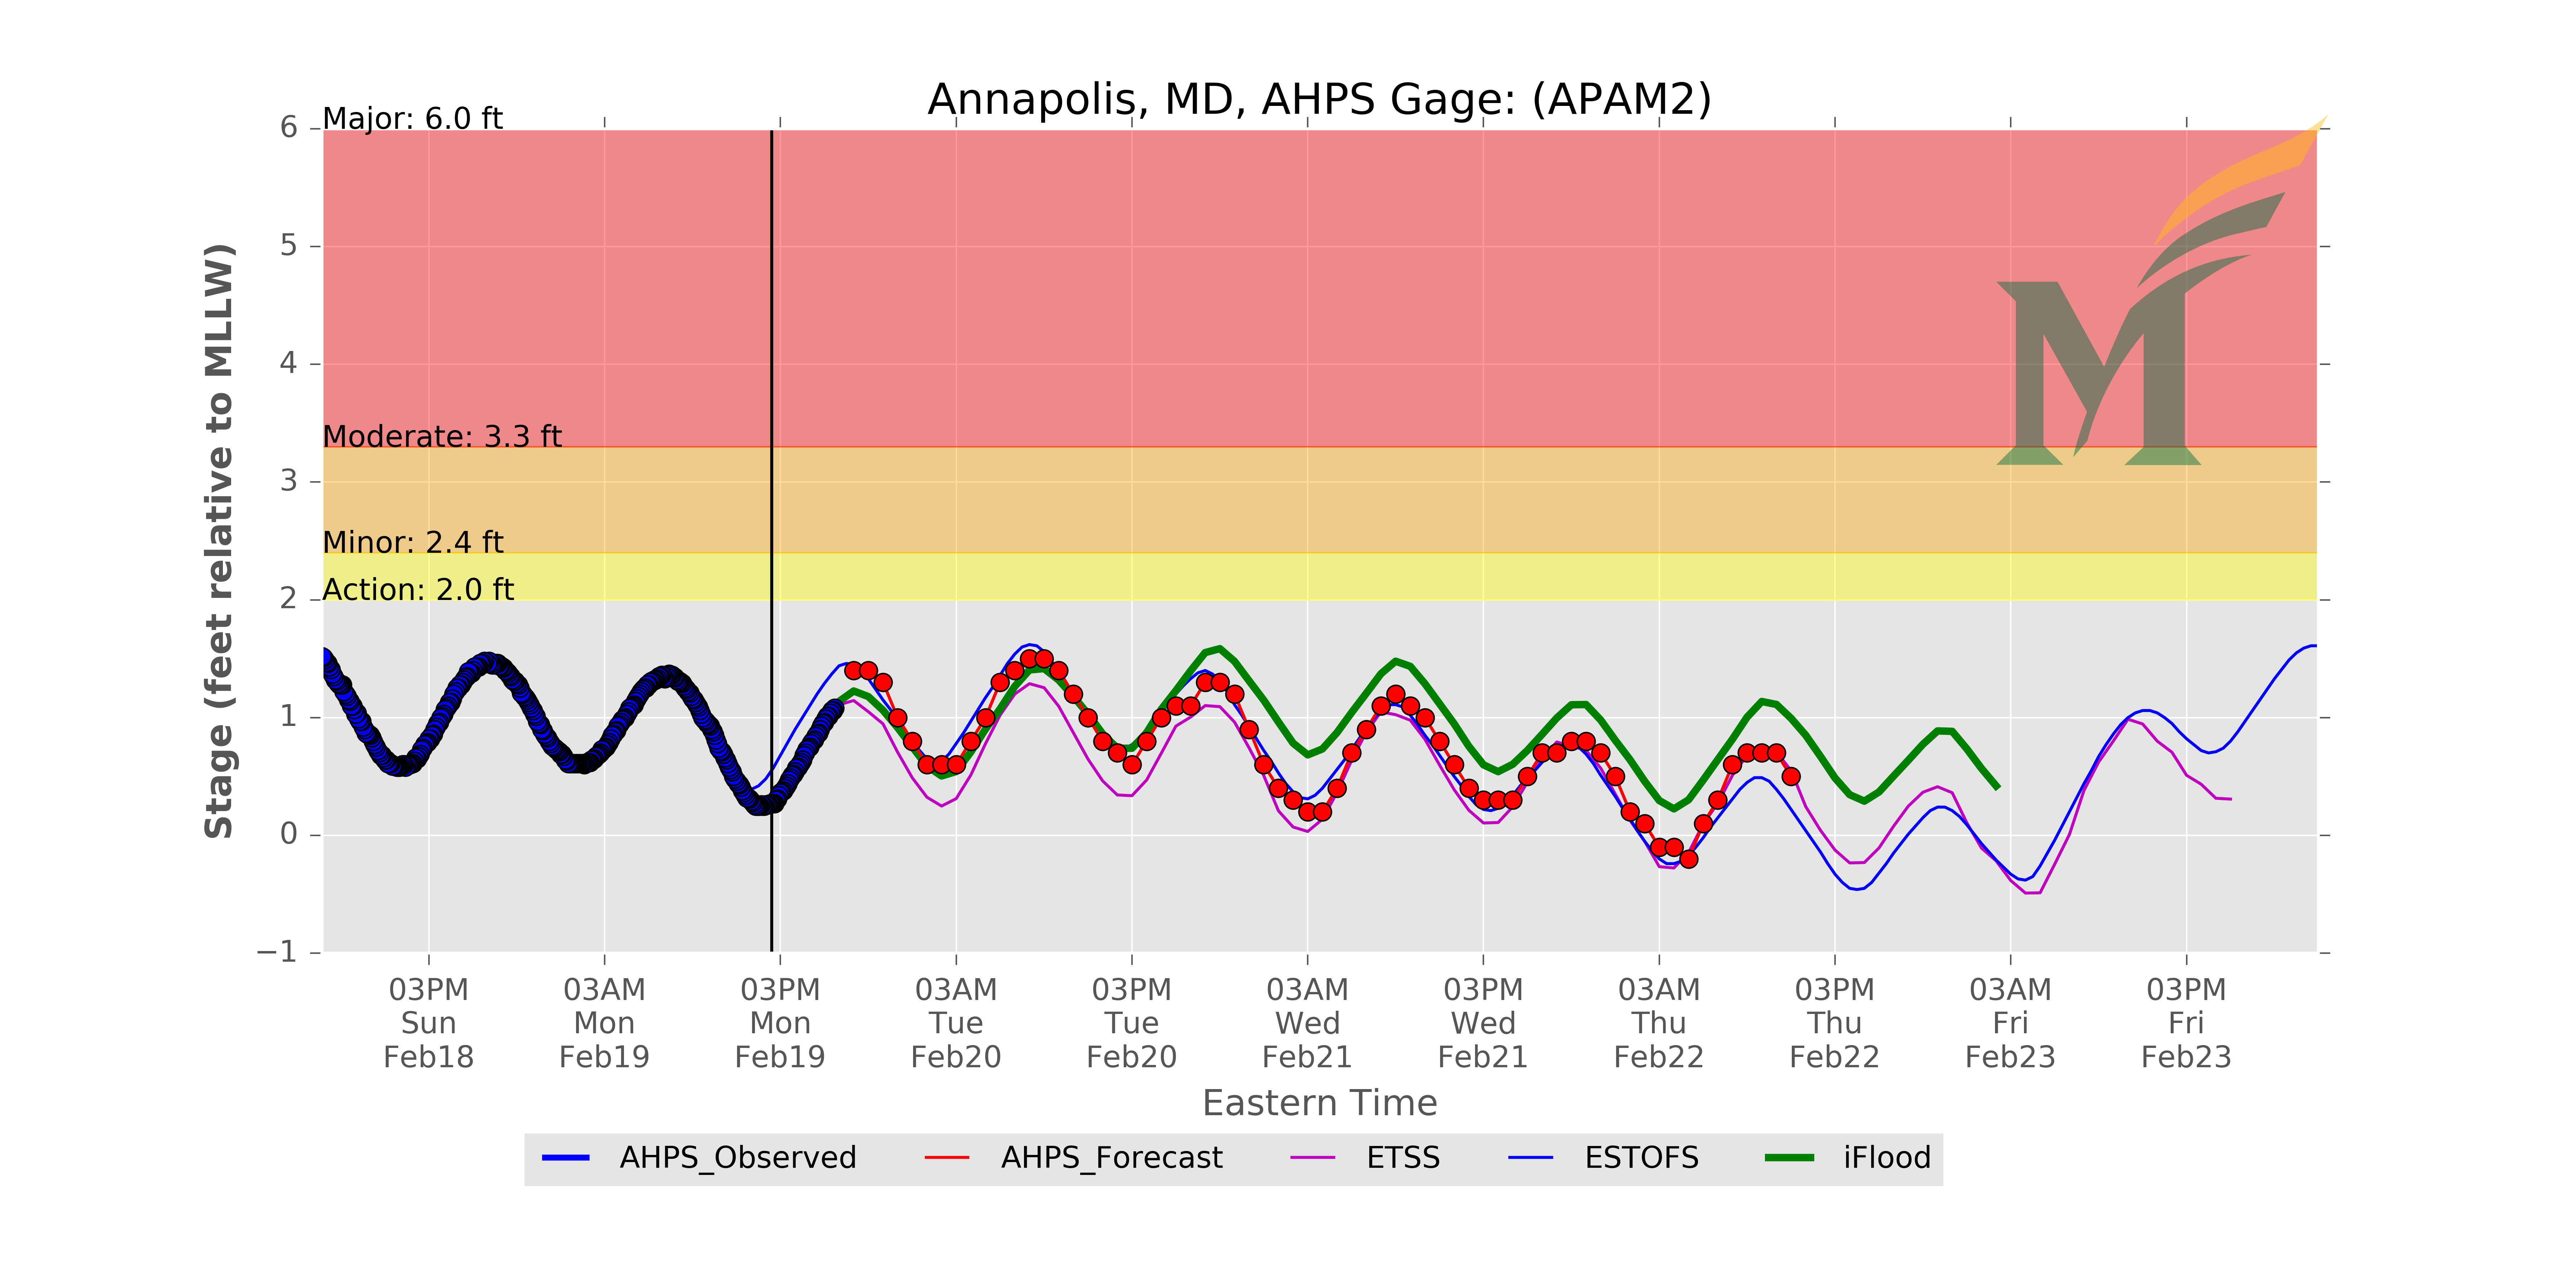 Annapolis, MD, AHPS Gage: (APAM2)
Major: 6.0 ft
Moderate: 3.3 ft
Minor: 2.4 ft
Action: 2.0 ft
6
5
4
3
2
1
0
−1
Stage (feet relative to MLLW)
03PM 03AM 03PM 03AM 03PM 03AM 03PM 03AM 03PM 03AM 03PM
Sun Mon Mon Tue Tue Wed Wed Thu Thu Fri Fri
Feb18 Feb19 Feb19 Feb20 Feb20 Feb21 Feb21 Feb22 Feb22 Feb23 Feb23
Eastern Time
AHPS_Observed AHPS_Forecast ETSS ESTOFS iFlood
M